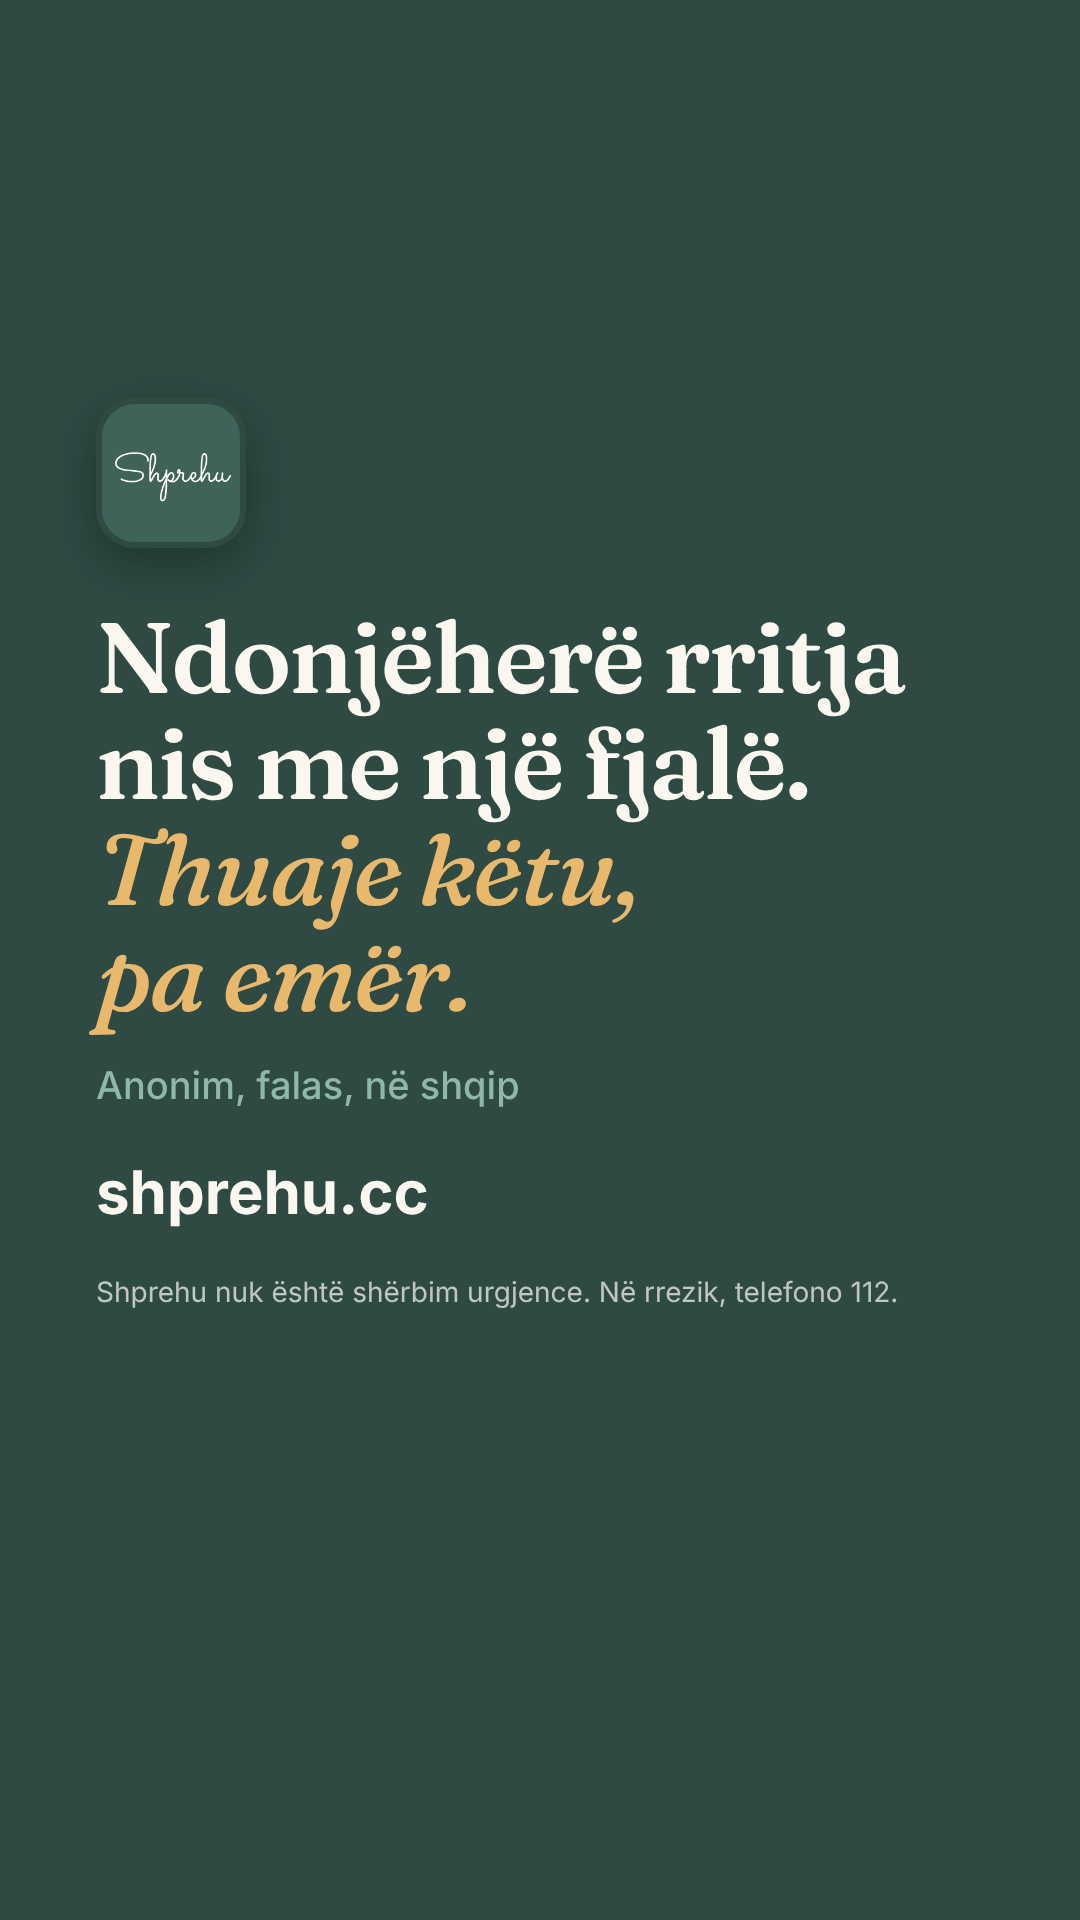 Shprehu
Ndonjëherë rritja
nis me një fjalë.
Thuaje këtu,
pa emër.
Anonim, falas, në shqip
shprehu.cc
Shprehu nuk është shërbim urgjence. Në rrezik, telefono 112.